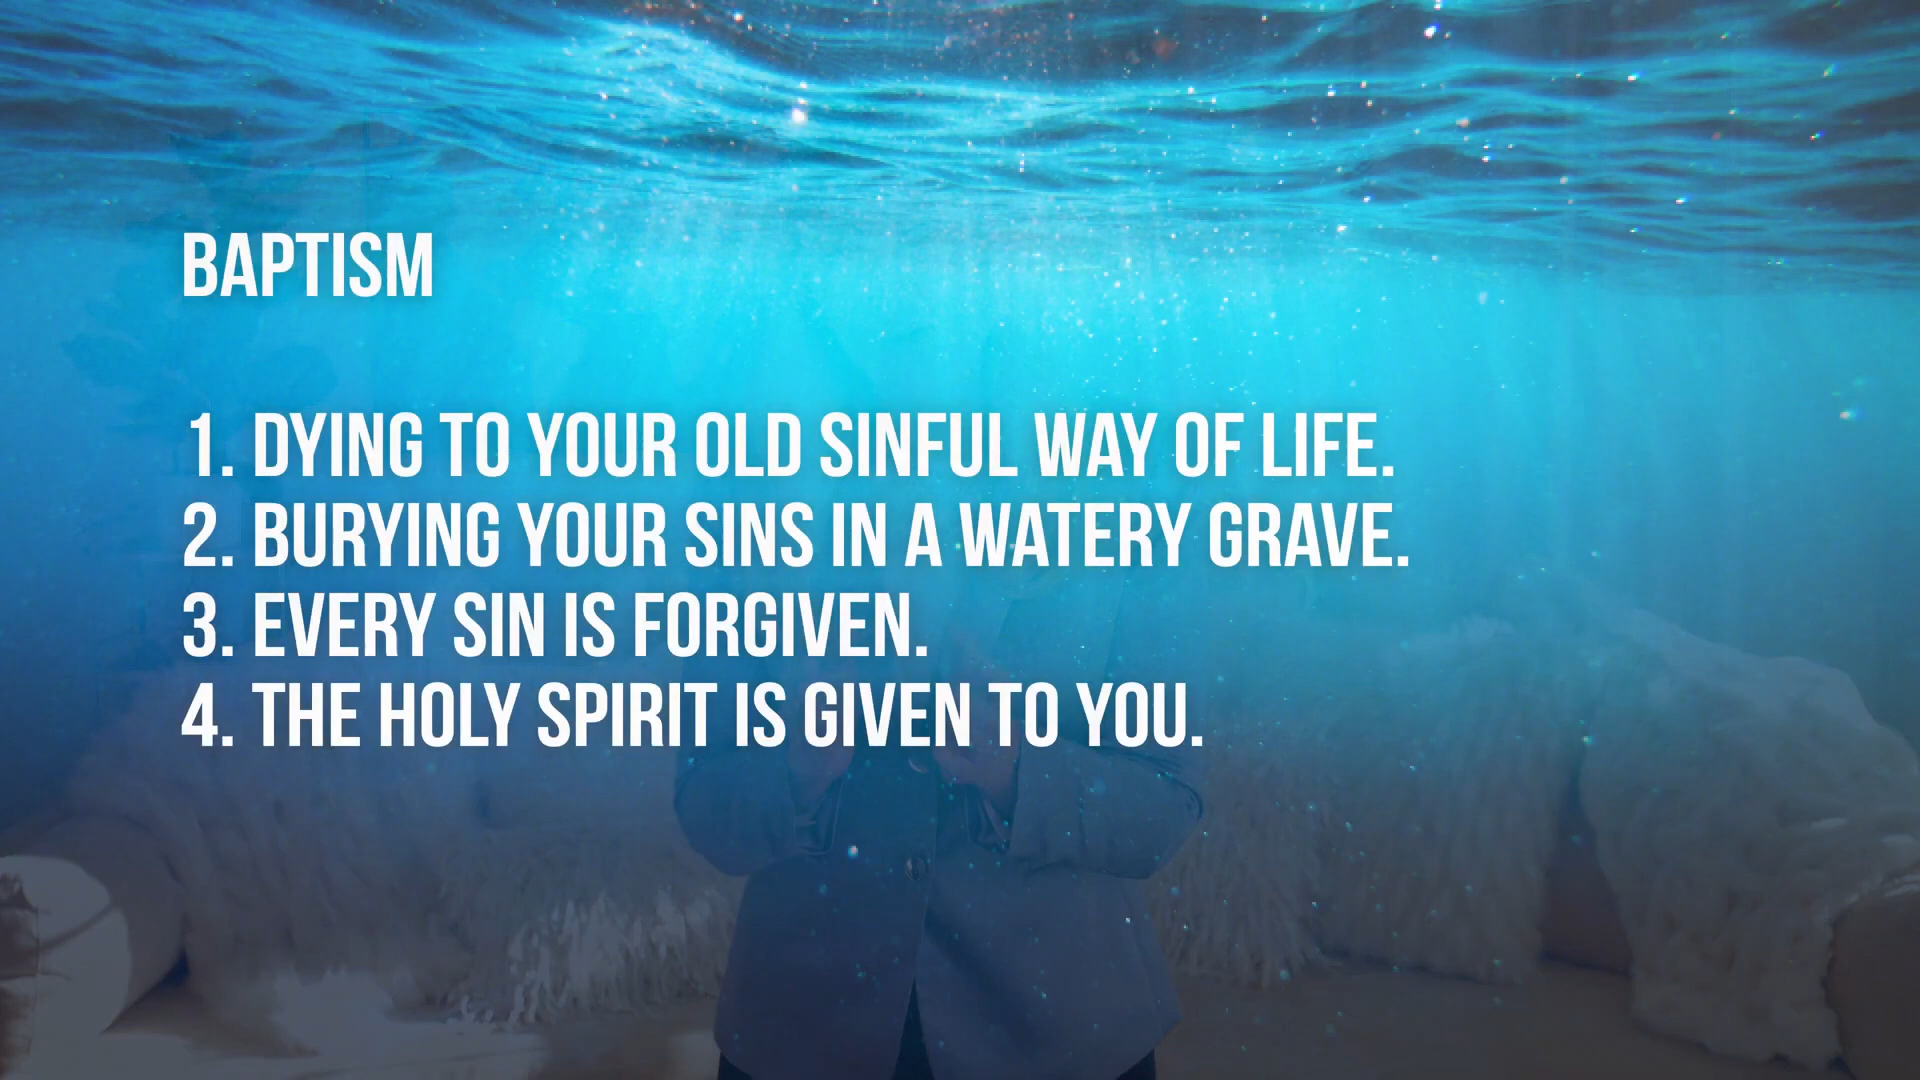 BAPTISM
1. DYING TO YOUR OLD SINFUL WAY OF LIFE.
2. BURYING YOUR SINS IN A WATERY GRAVE.
3. EVERY SIN IS FORGIVEN.
4. THE HOLY SPIRIT IS GIVEN TO YOU.